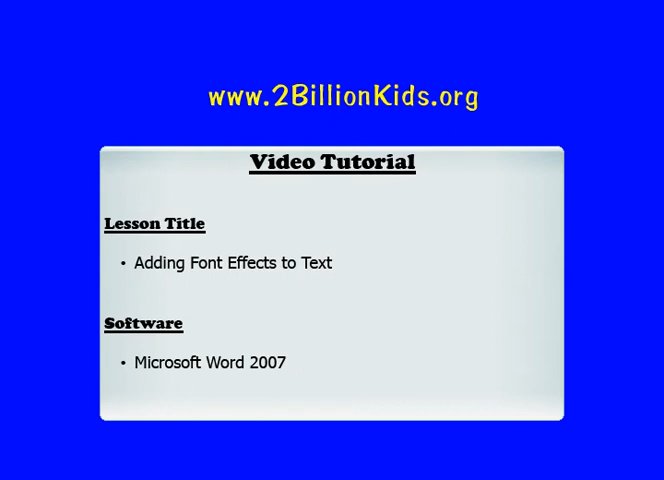 www.2BillionKids.org
Video Tutorial
Lesson Title
• Adding Font Effects to Text
Software
• Microsoft Word 2007